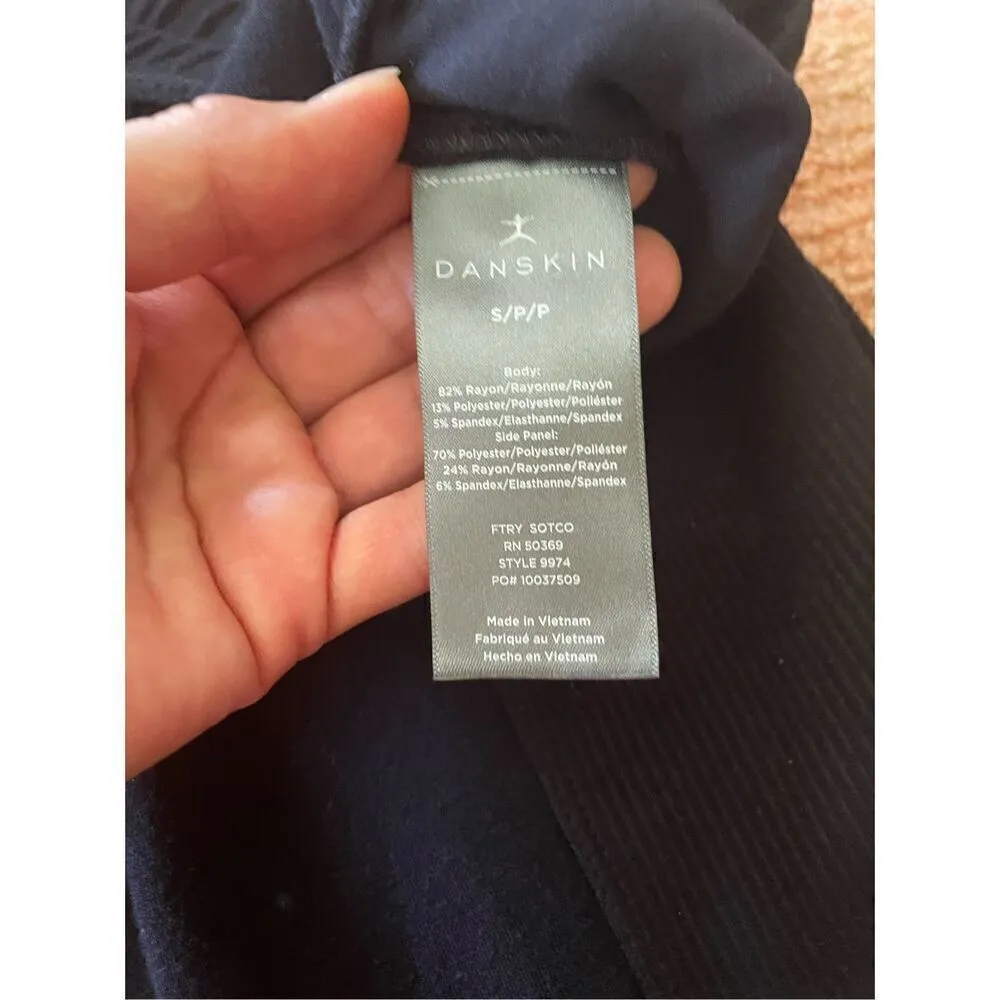 DANSKIN
S/P/P
Body:
82% Rayon/Rayonne/Rayón
13% Polyester/Polyester/Poliéster
5% Spandex/Elasthanne/Spandex
Side Panel:
70% Polyester/Polyester/Poliéster
24% Rayon/Rayonne/Rayón
6% Spandex/Elasthanne/Spandex
FTRY SOTCO
RN 50369
STYLE 9974
PO# 10037509
Made in Vietnam
Fabriqué au Vietnam
Hecho en Vietnam